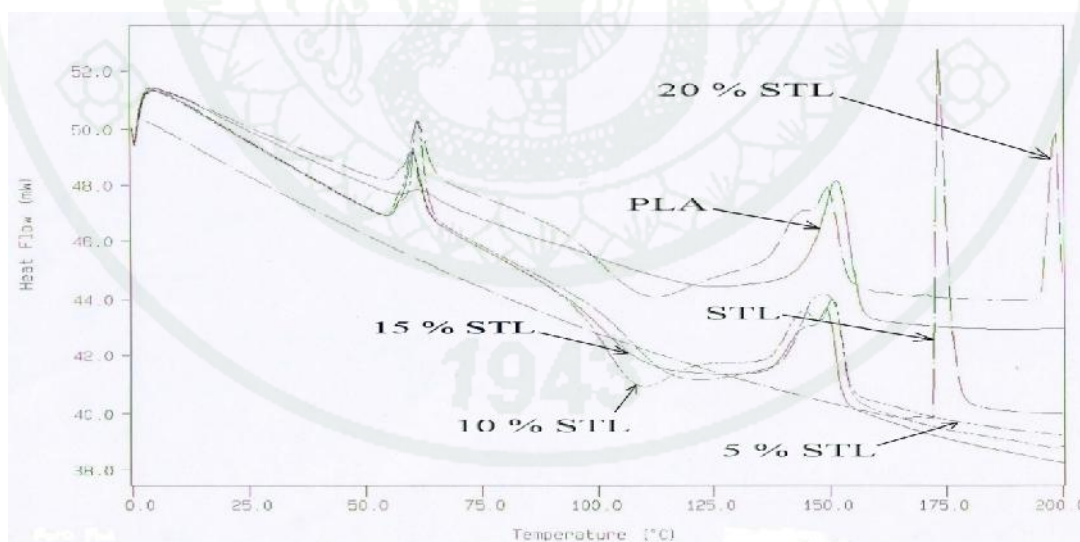 52.0
50.0
48.0
46.0
44.0
42.0
40.0
38.0
Heat Flow (mW)
20 % STL
PLA
STL
15 % STL
10 % STL
5 % STL
1943
0.0 25.0 50.0 75.0 100.0 125.0 150.0 175.0 200.0
Temperature (°C)